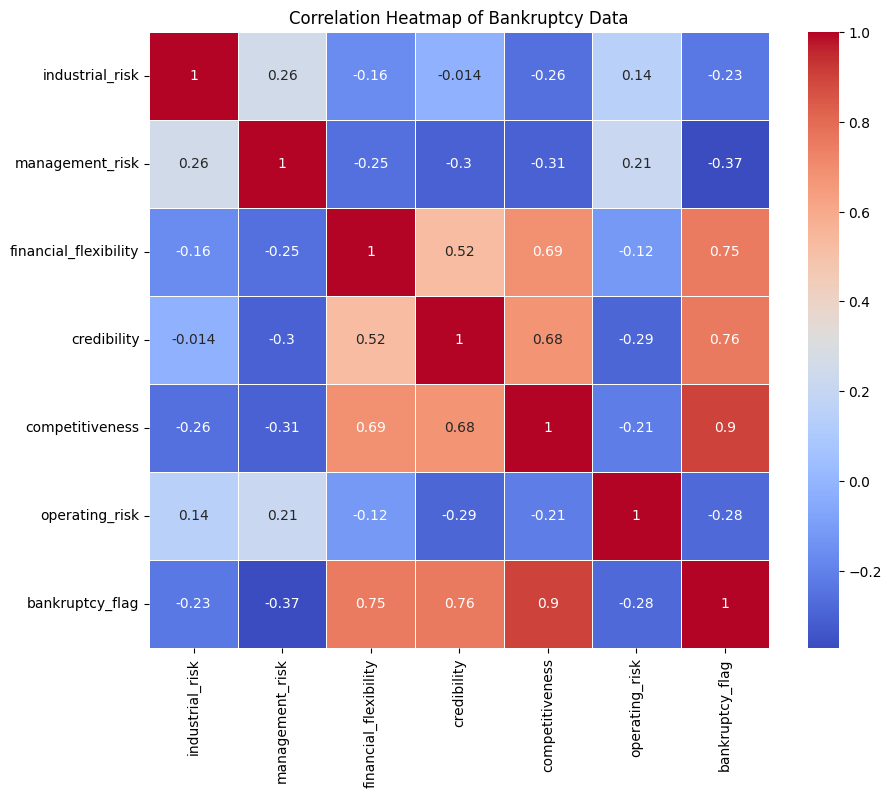 Correlation Heatmap of Bankruptcy Data
industrial_risk 1 0.26 -0.16 -0.014 -0.26 0.14 -0.23
management_risk 0.26 1 -0.25 -0.3 -0.31 0.21 -0.37
financial_flexibility -0.16 -0.25 1 0.52 0.69 -0.12 0.75
credibility -0.014 -0.3 0.52 1 0.68 -0.29 0.76
competitiveness -0.26 -0.31 0.69 0.68 1 -0.21 0.9
operating_risk 0.14 0.21 -0.12 -0.29 -0.21 1 -0.28
bankruptcy_flag -0.23 -0.37 0.75 0.76 0.9 -0.28 1
industrial_risk
management_risk
financial_flexibility
credibility
competitiveness
operating_risk
bankruptcy_flag
1.0
0.8
0.6
0.4
0.2
0.0
−0.2